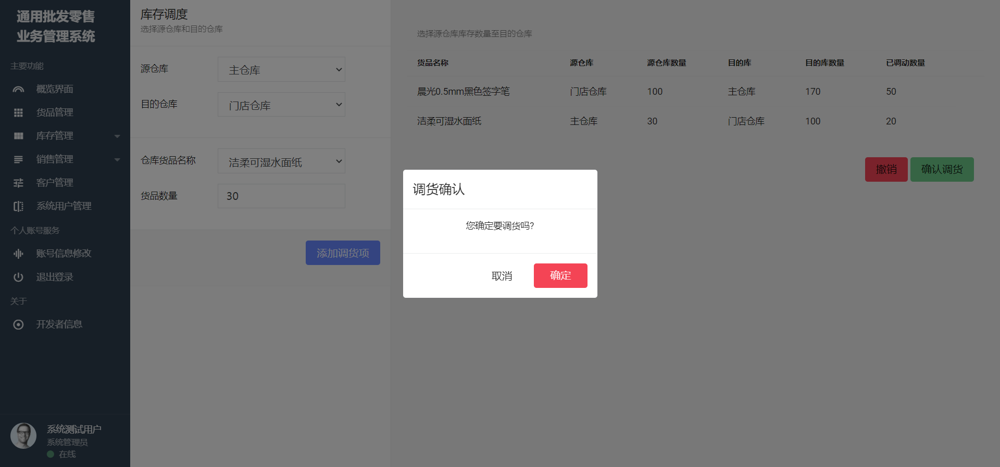 通用批发零售
业务管理系统
主要功能
概览界面
货品管理
库存管理
销售管理
客户管理
系统用户管理
个人账号服务
账号信息修改
退出登录
关于
开发者信息
系统测试用户
系统管理员
在线
库存调度
选择源仓库和目的仓库
源仓库 主仓库
目的仓库 门店仓库
仓库货品名称 洁柔可湿水面纸
货品数量 30
添加调货项
选择源仓库库存数量至目的仓库
货品名称 源仓库 源仓库数量 目的库 目的库数量 已调动数量
晨光0.5mm黑色签字笔 门店仓库 100 主仓库 170 50
洁柔可湿水面纸 主仓库 30 门店仓库 100 20
撤销 确认调货
调货确认
您确定要调货吗?
取消 确定